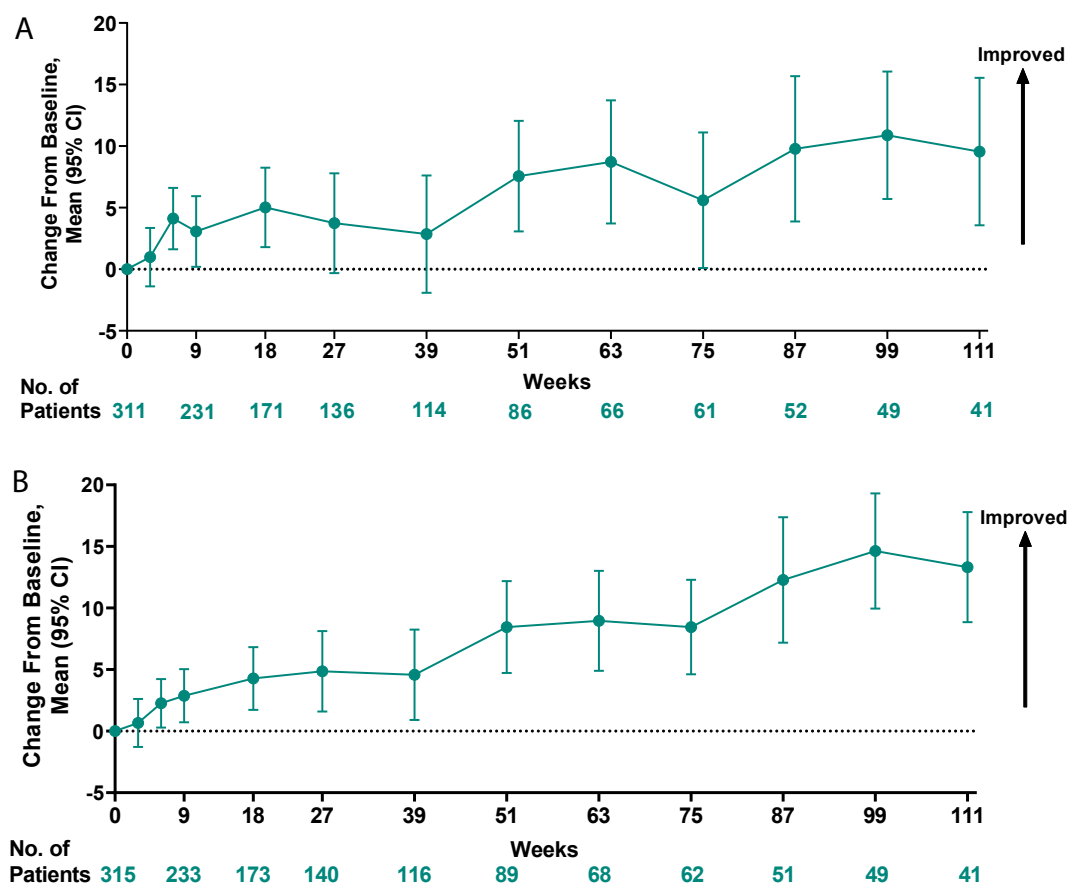 A
Change From Baseline,
Mean (95% CI)
20
15
10
5
0
-5
Improved
0 9 18 27 39 51 63 75 87 99 111
Weeks
No. of
Patients 311 231 171 136 114 86 66 61 52 49 41
B
Change From Baseline,
Mean (95% CI)
20
15
10
5
0
-5
Improved
0 9 18 27 39 51 63 75 87 99 111
Weeks
No. of
Patients 315 233 173 140 116 89 68 62 51 49 41